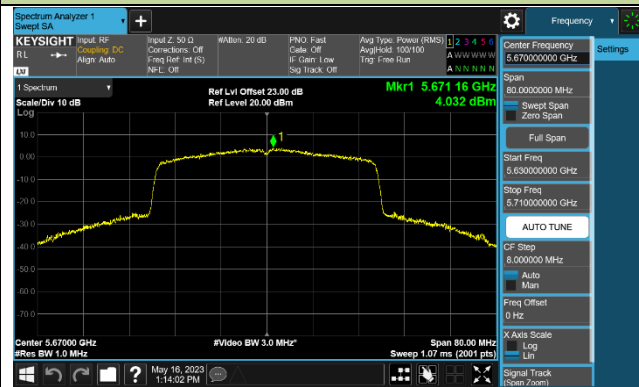 Spectrum Analyzer 1
Swept SA
Frequency
KEYSIGHT
RL
LXI
Input: RF
Coupling: DC
Align: Auto
Input Z: 50 Ω
Corrections: Off
Freq Ref: Int (S)
NFE: Off
#Atten: 20 dB
PNO: Fast
Gate: Off
IF Gain: Low
Sig Track: Off
Avg Type: Power (RMS)
Avg|Hold: 100/100
Trig: Free Run
1 2 3 4 5 6
A W W W W W
A N N N N N
1 Spectrum
Scale/Div 10 dB
Log
Ref Lvl Offset 23.00 dB
Ref Level 20.00 dBm
Mkr1 5.671 16 GHz
4.032 dBm
10.0
0.00
-10.0
-20.0
-30.0
-40.0
-50.0
-60.0
-70.0
1
Center 5.67000 GHz
#Res BW 1.0 MHz
#Video BW 3.0 MHz*
Span 80.00 MHz
Sweep 1.07 ms (2001 pts)
Center Frequency
5.670000000 GHz
Span
80.0000000 MHz
Swept Span
Zero Span
Full Span
Start Freq
5.630000000 GHz
Stop Freq
5.710000000 GHz
AUTO TUNE
CF Step
8.000000 MHz
Auto
Man
Freq Offset
0 Hz
X Axis Scale
Log
Lin
Signal Track
(Span Zoom)
Settings
?
May 16, 2023
1:14:02 PM